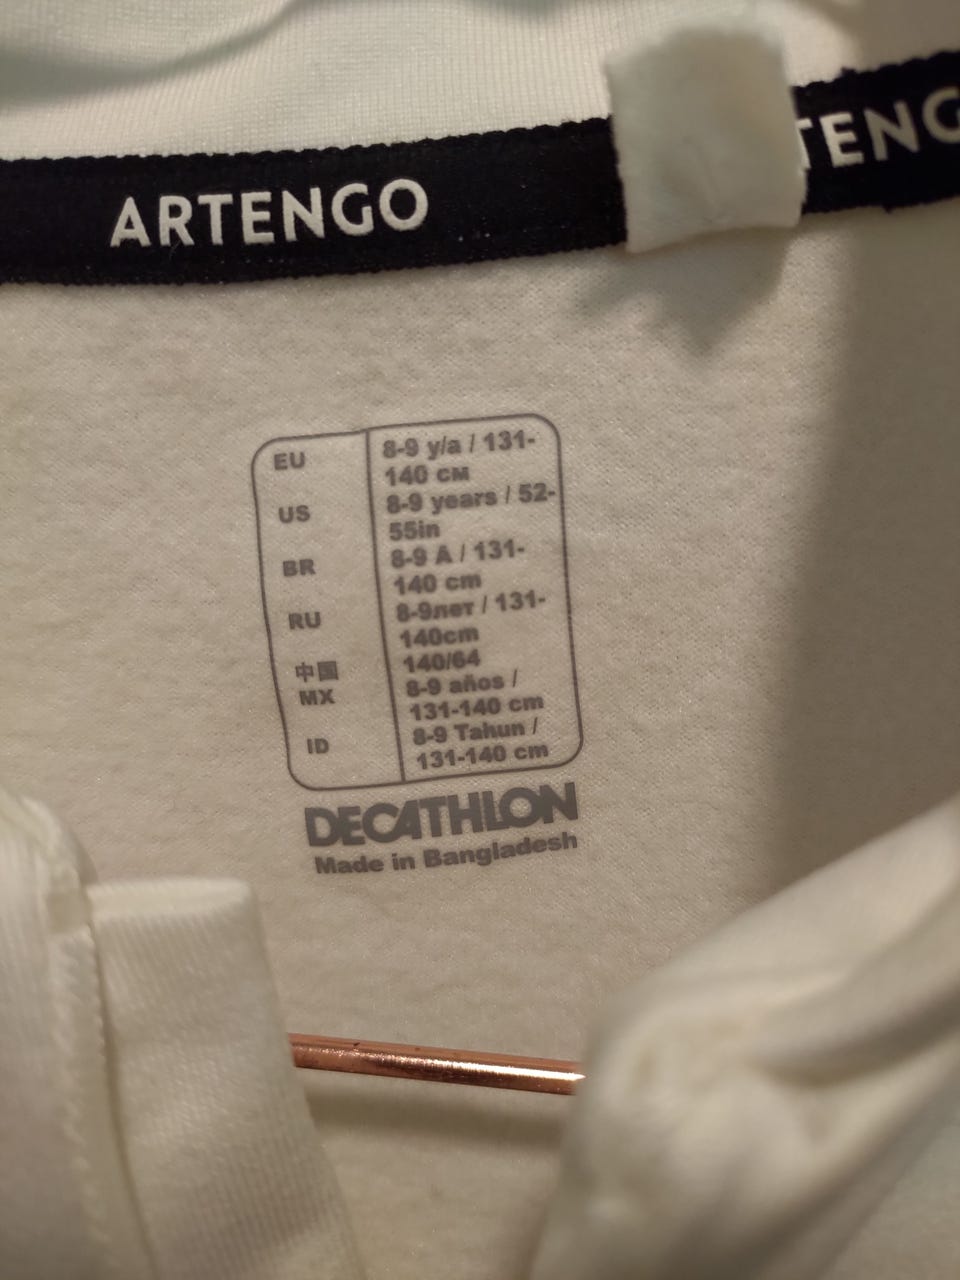 ARTENGO
TENG
EU 8-9 y/a / 131-
140 см
US 8-9 years / 52-
55in
BR 8-9 A / 131-
140 cm
RU 8-9лет / 131-
140cm
中国 140/64
MX 8-9 años /
131-140 cm
ID 8-9 Tahun /
131-140 cm
DECATHLON
Made in Bangladesh